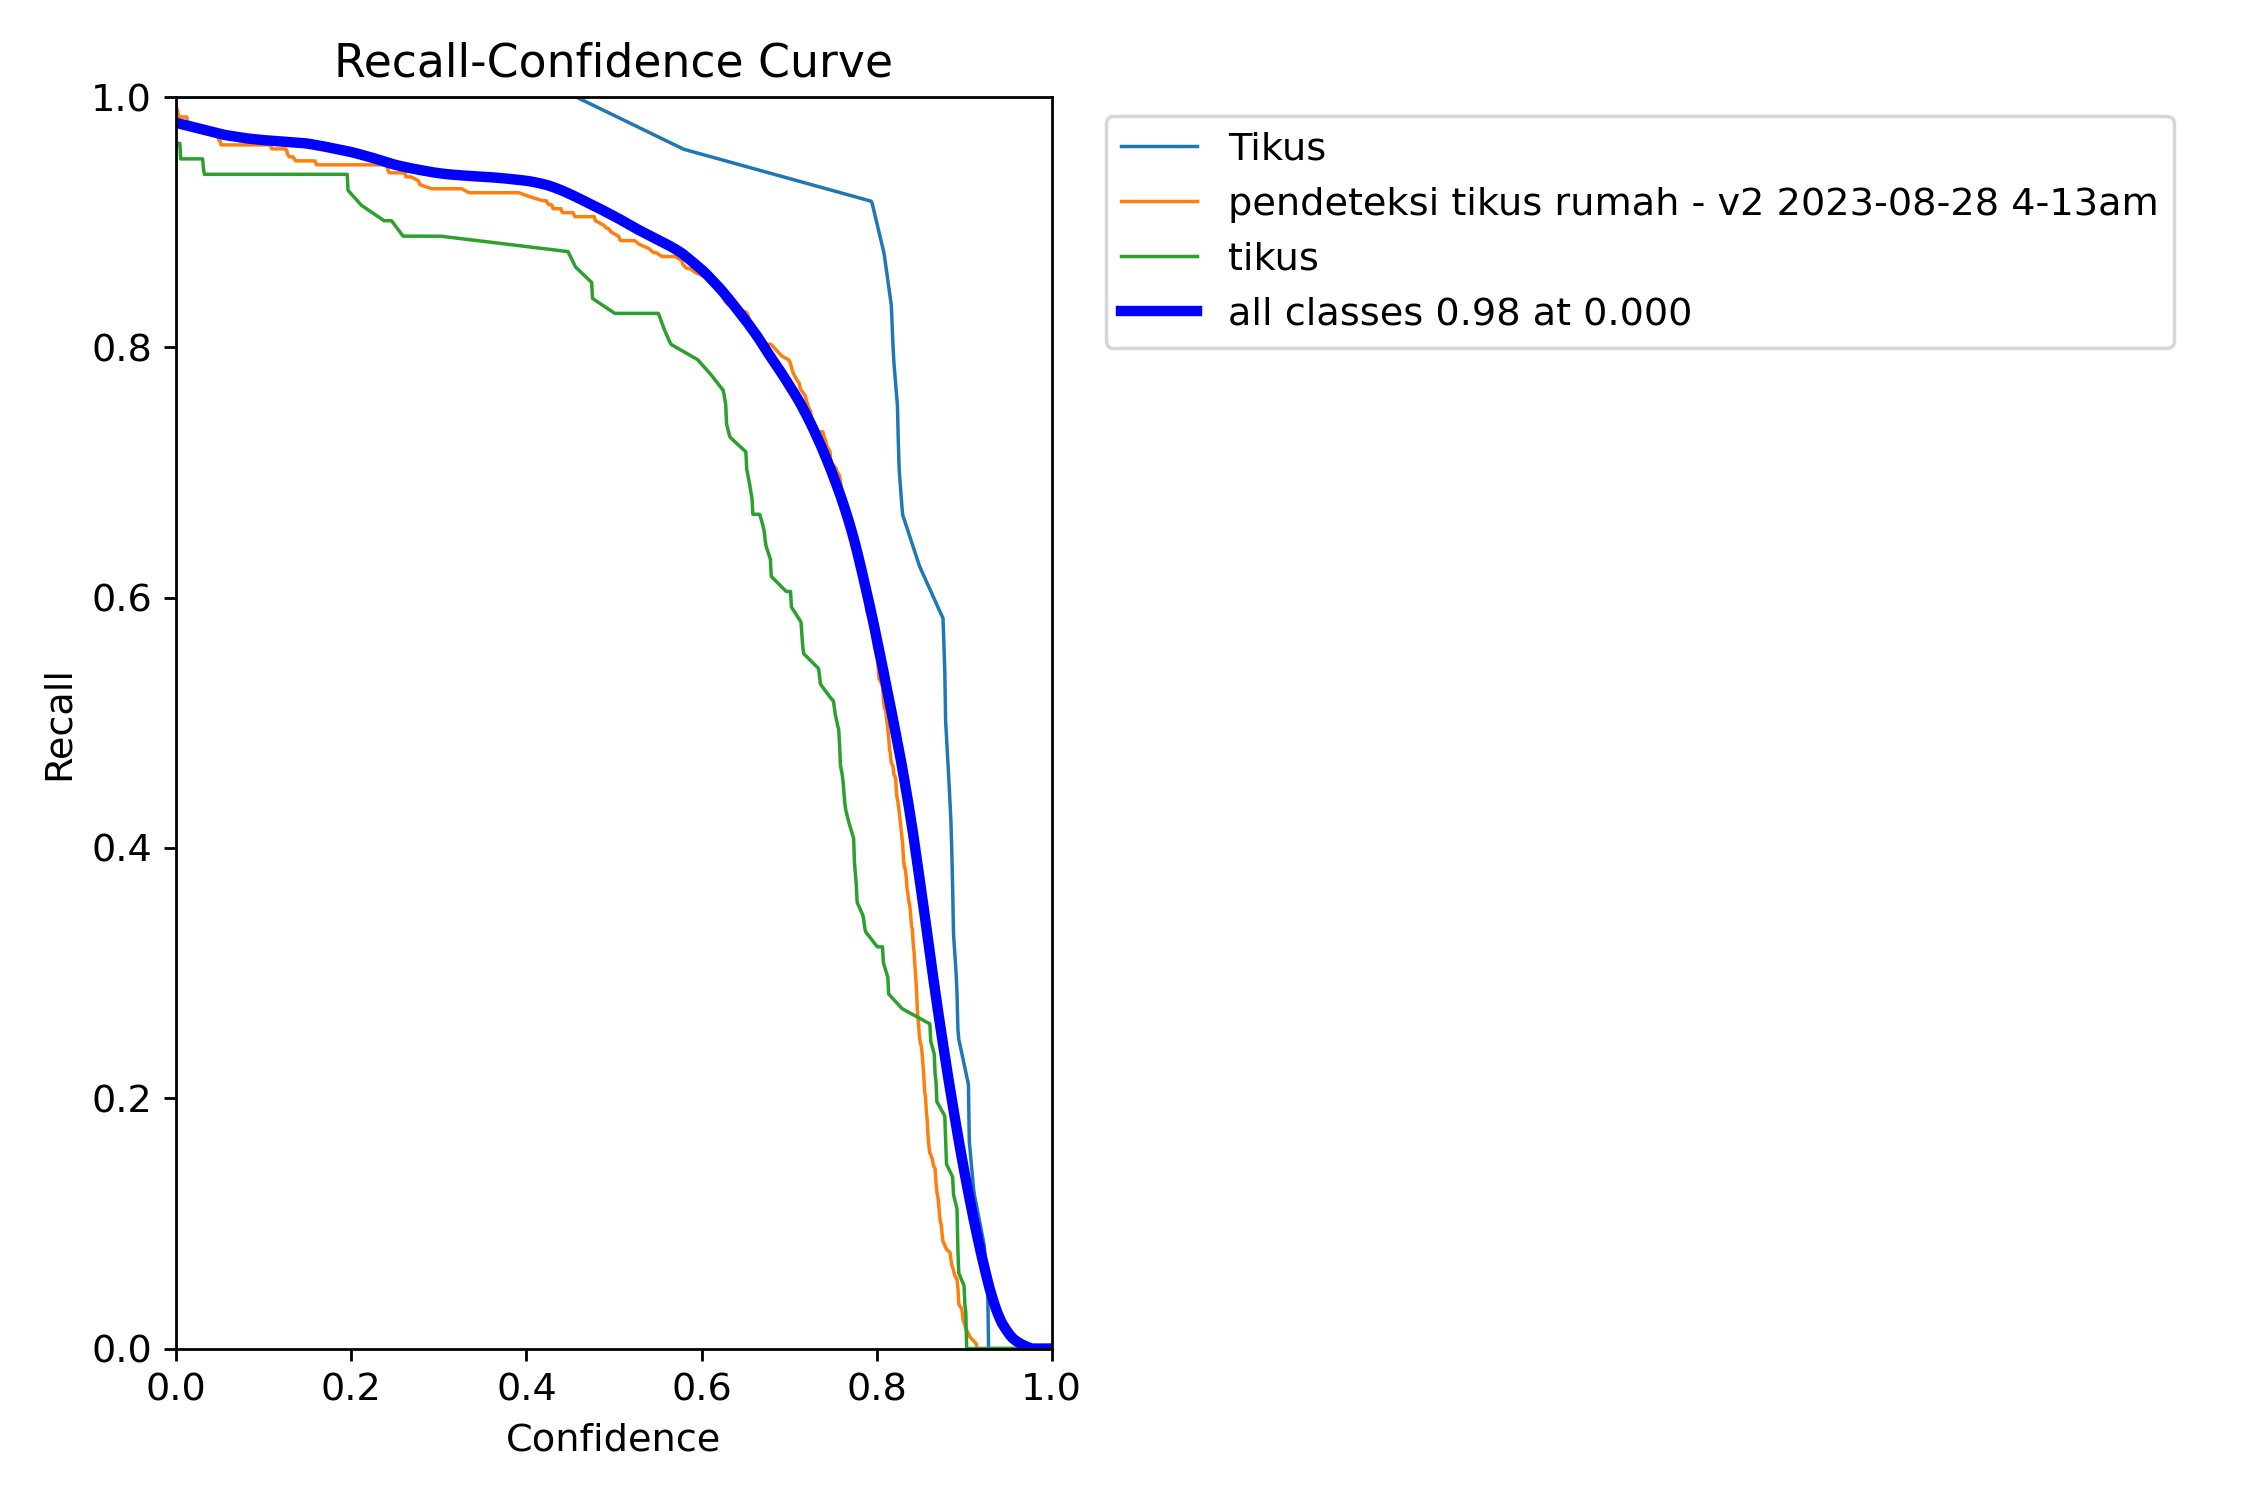 Recall-Confidence Curve
1.0
0.8
0.6
0.4
0.2
0.0
0.0 0.2 0.4 0.6 0.8 1.0
Recall
Confidence
Tikus
pendeteksi tikus rumah - v2 2023-08-28 4-13am
tikus
all classes 0.98 at 0.000